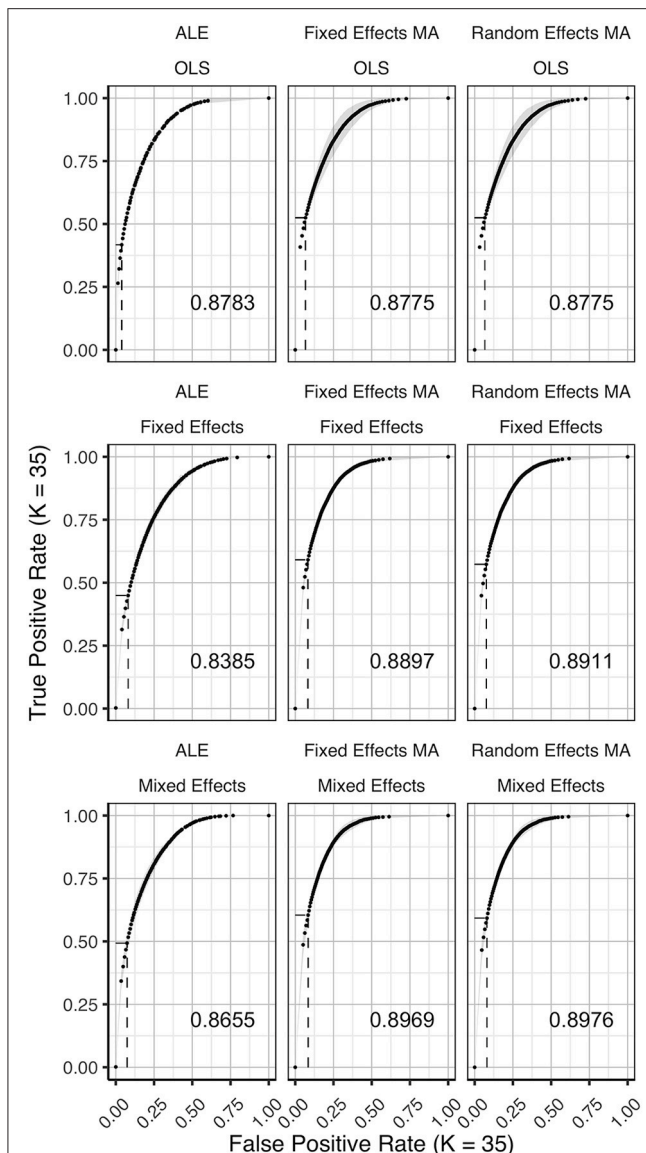 ALE Fixed Effects MA Random Effects MA
OLS OLS OLS
1.00
0.75
0.50
0.25
0.00
0.8783 0.8775 0.8775
ALE Fixed Effects MA Random Effects MA
Fixed Effects Fixed Effects Fixed Effects
1.00
0.75
0.50
0.25
0.00
0.8385 0.8897 0.8911
ALE Fixed Effects MA Random Effects MA
Mixed Effects Mixed Effects Mixed Effects
1.00
0.75
0.50
0.25
0.00
0.8655 0.8969 0.8976
True Positive Rate (K = 35)
0.00 0.25 0.50 0.75 1.00 0.00 0.25 0.50 0.75 1.00 0.00 0.25 0.50 0.75 1.00
False Positive Rate (K = 35)